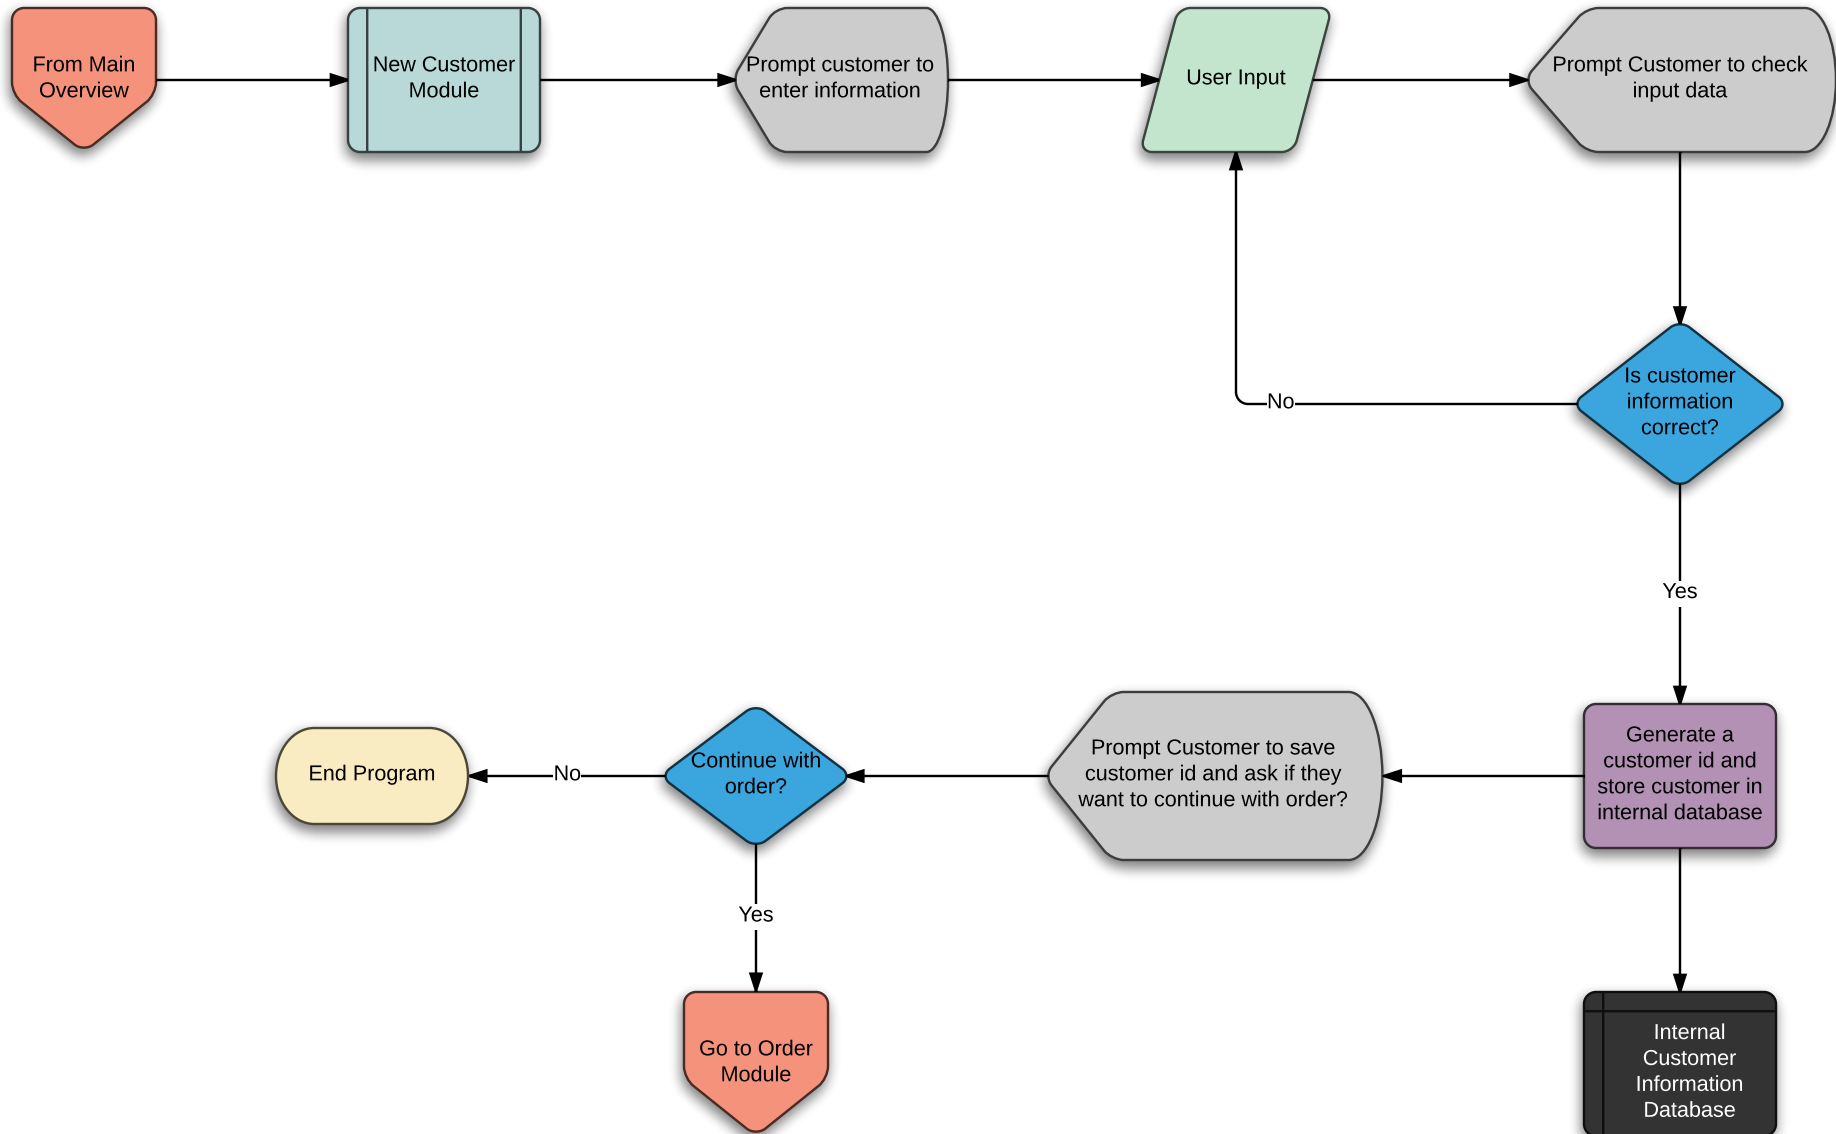 From Main
Overview
New Customer
Module
Prompt customer to
enter information
User Input
Prompt Customer to check
input data
Is customer
information
correct?
No
Yes
Generate a
customer id and
store customer in
internal database
Prompt Customer to save
customer id and ask if they
want to continue with order?
Continue with
order?
No
End Program
Yes
Go to Order
Module
Internal
Customer
Information
Database